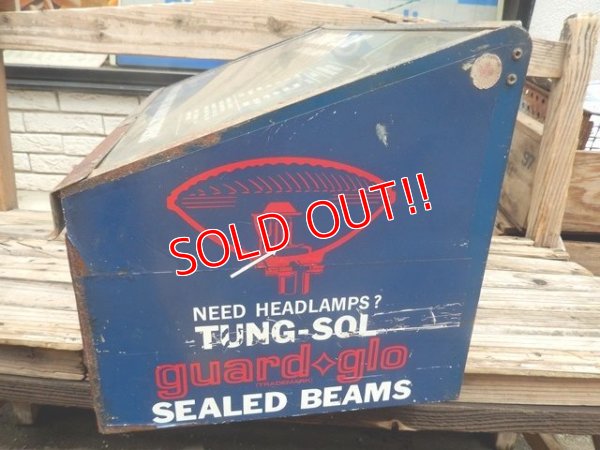 SOLD OUT!!
NEED HEADLAMPS?
TUNG-SOL
guard glo
(TRADEMARK)
SEALED BEAMS